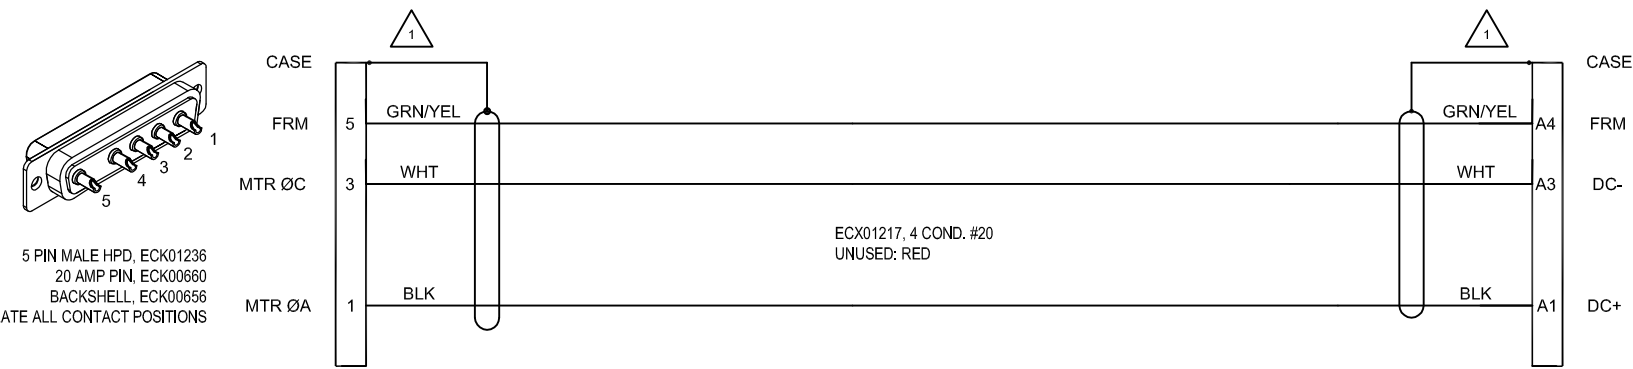 1
1
CASE
CASE
GRN/YEL
GRN/YEL
FRM
5
A4
FRM
1
2
3
4
5
WHT
WHT
MTR ØC
3
A3
DC-
ECX01217, 4 COND. #20
UNUSED: RED
5 PIN MALE HPD, ECK01236
20 AMP PIN, ECK00660
BACKSHELL, ECK00656
ATE ALL CONTACT POSITIONS
BLK
BLK
MTR ØA
1
A1
DC+